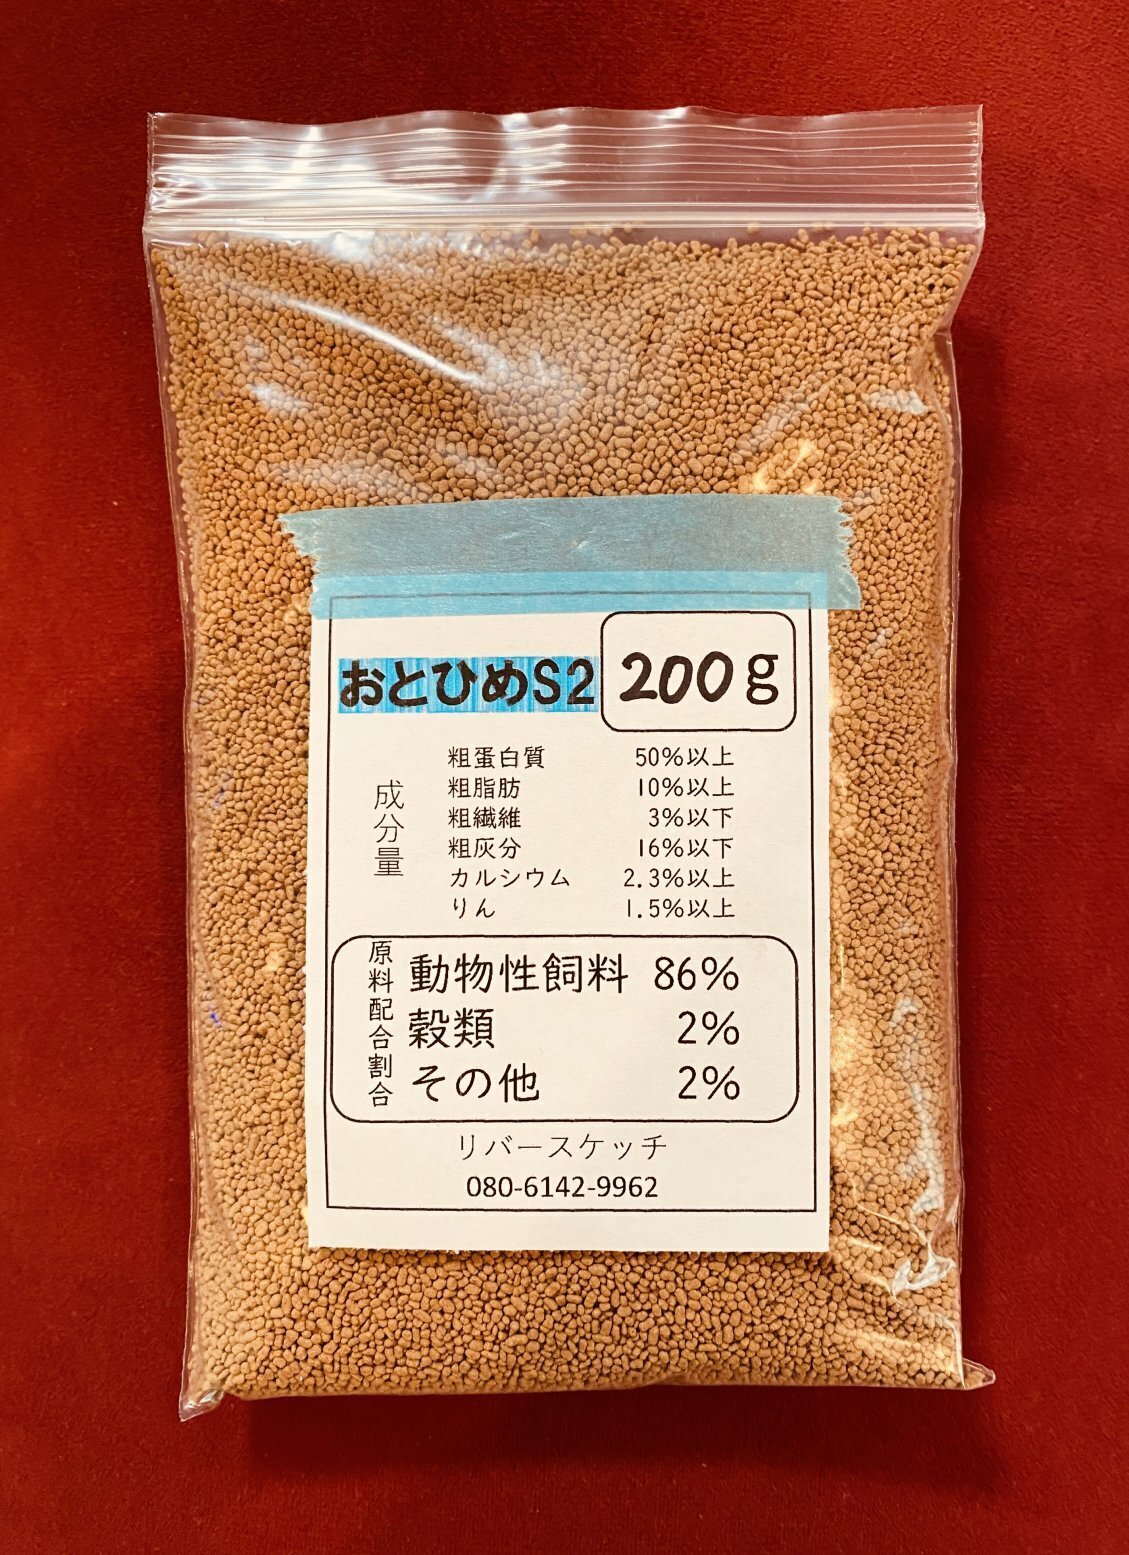 おとひめS2 200g
成分量
粗蛋白質 50%以上
粗脂肪 10%以上
粗繊維 3%以下
粗灰分 16%以下
カルシウム 2.3%以上
りん 1.5%以上
原料配合割合
動物性飼料 86%
穀類 2%
その他 2%
リバースケッチ
080-6142-9962